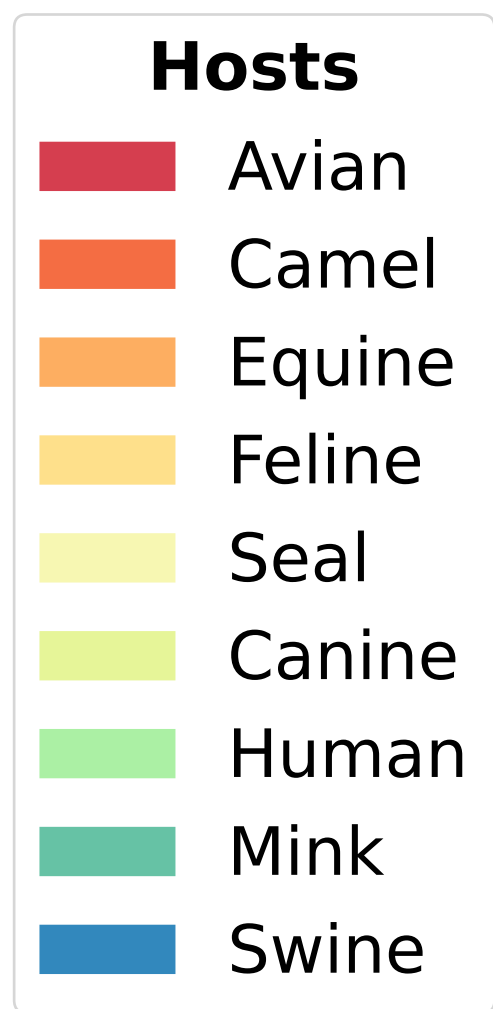 Hosts
Avian
Camel
Equine
Feline
Seal
Canine
Human
Mink
Swine